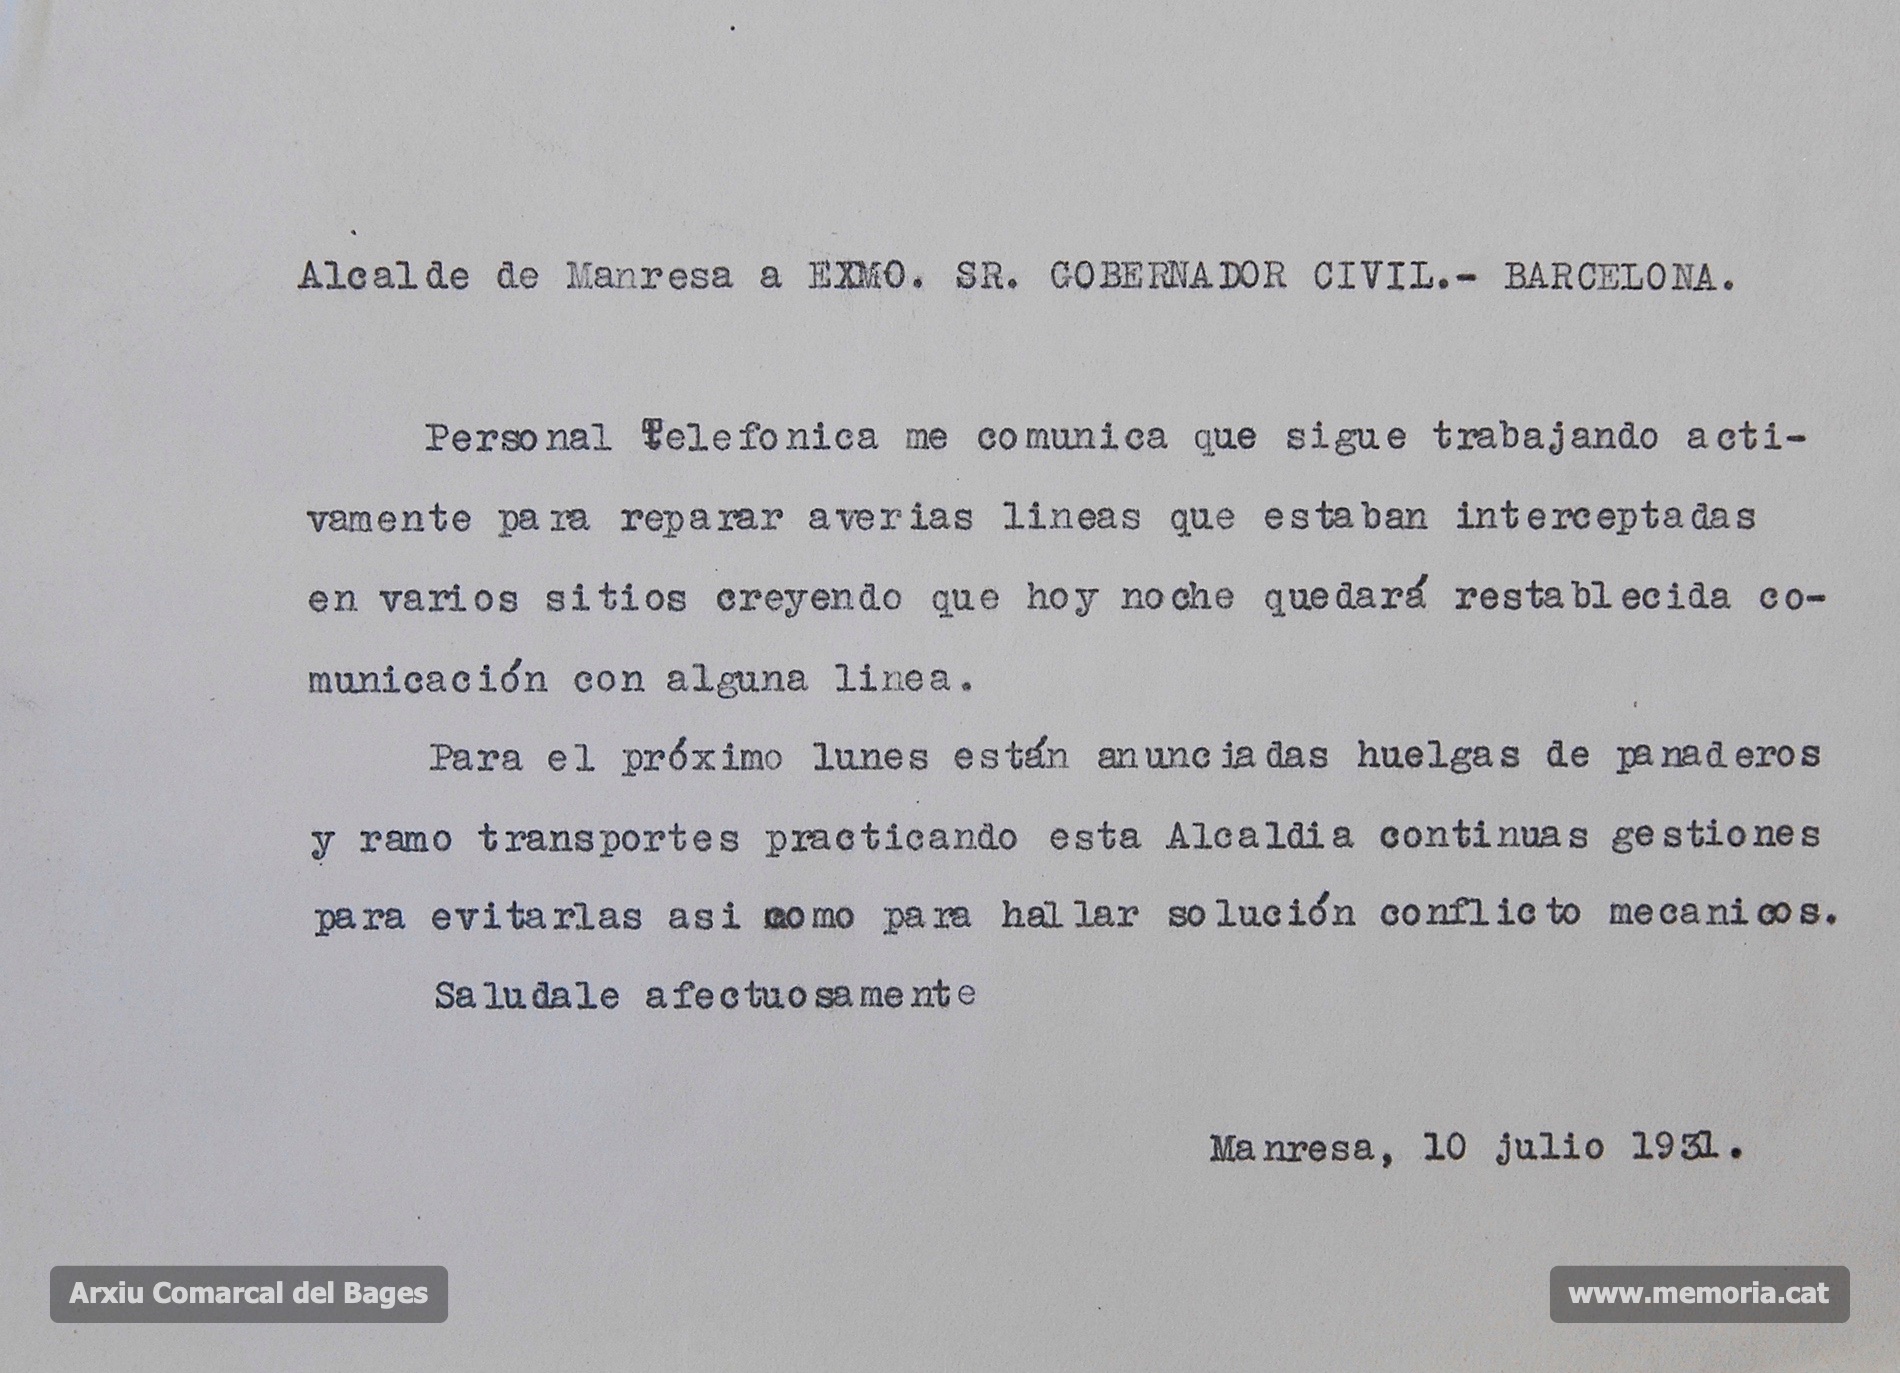 Alcalde de Manresa a EXMO. SR. GOBERNADOR CIVIL.- BARCELONA.
Personal Telefonica me comunica que sigue trabajando acti-
vamente para reparar averias lineas que estaban interceptadas
en varios sitios creyendo que hoy noche quedará restablecida co-
municación con alguna linea.
Para el próximo lunes están anunciadas huelgas de panaderos
y ramo transportes practicando esta Alcaldia continuas gestiones
para evitarlas asi como para hallar solución conflicto mecanicos.
Saludale afectuosamente
Manresa, 10 julio 1931.
Arxiu Comarcal del Bages
www.memoria.cat